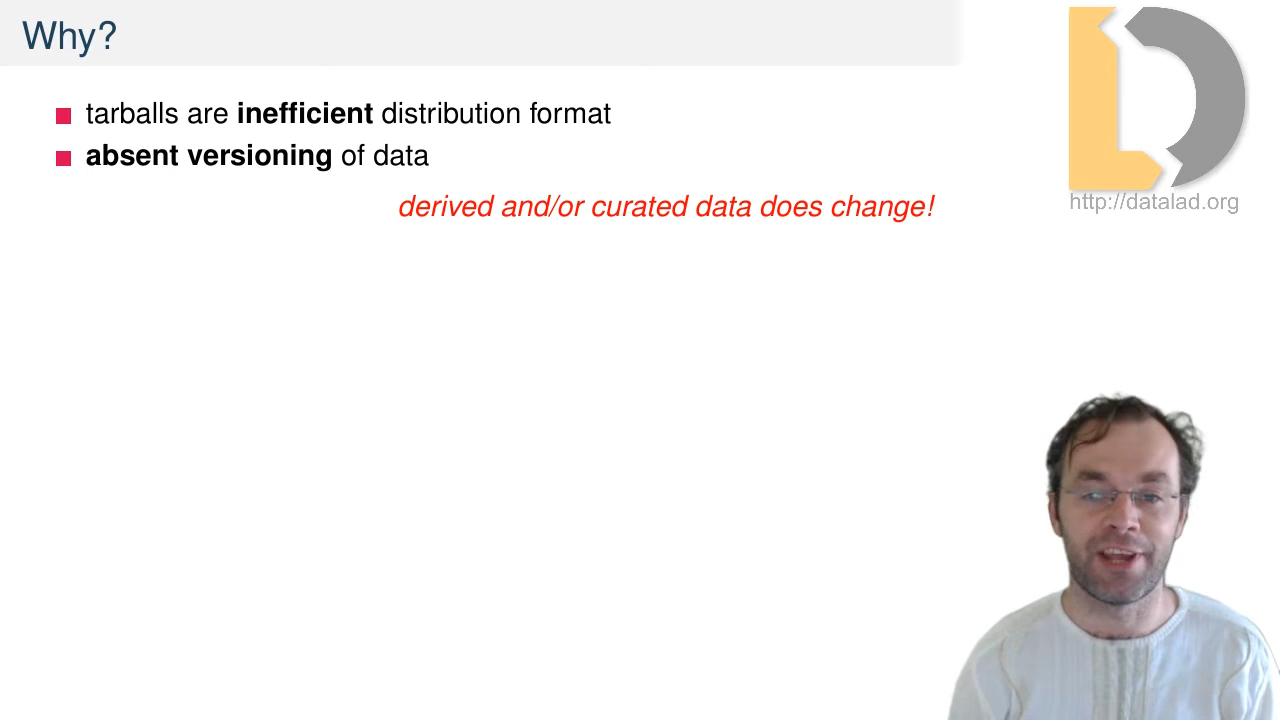 Why?
tarballs are inefficient distribution format
absent versioning of data
derived and/or curated data does change!
http://datalad.org